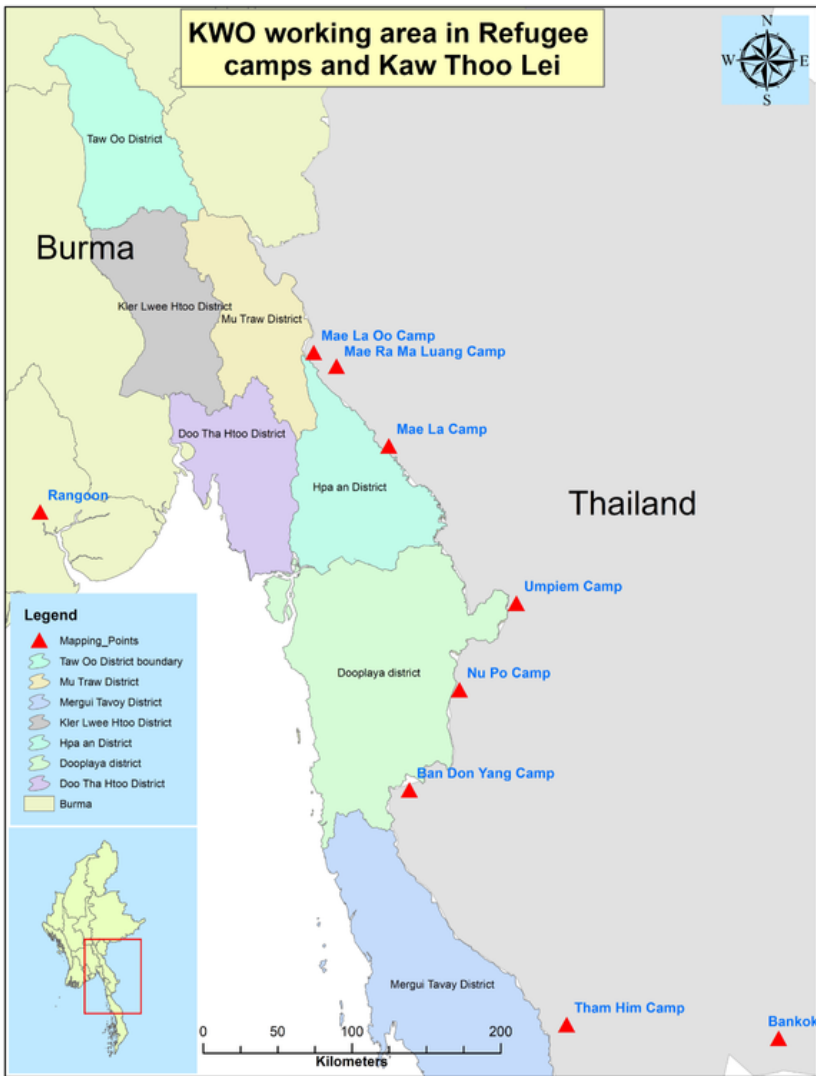 KWO working area in Refugee
camps and Kaw Thoo Lei
N
W
E
S
Taw Oo District
Burma
Kler Lwee Htoo District
Mu Traw District
Mae La Oo Camp
Mae Ra Ma Luang Camp
Doo Tha Htoo District
Mae La Camp
Hpa an District
Rangoon
Thailand
Umpiem Camp
Dooplaya district
Nu Po Camp
Ban Don Yang Camp
Legend
Mapping_Points
Taw Oo District boundary
Mu Traw District
Mergui Tavoy District
Kler Lwee Htoo District
Hpa an District
Dooplaya district
Doo Tha Htoo District
Burma
Mergui Tavay District
Tham Him Camp
Bankok
0 50 100 200
Kilometers